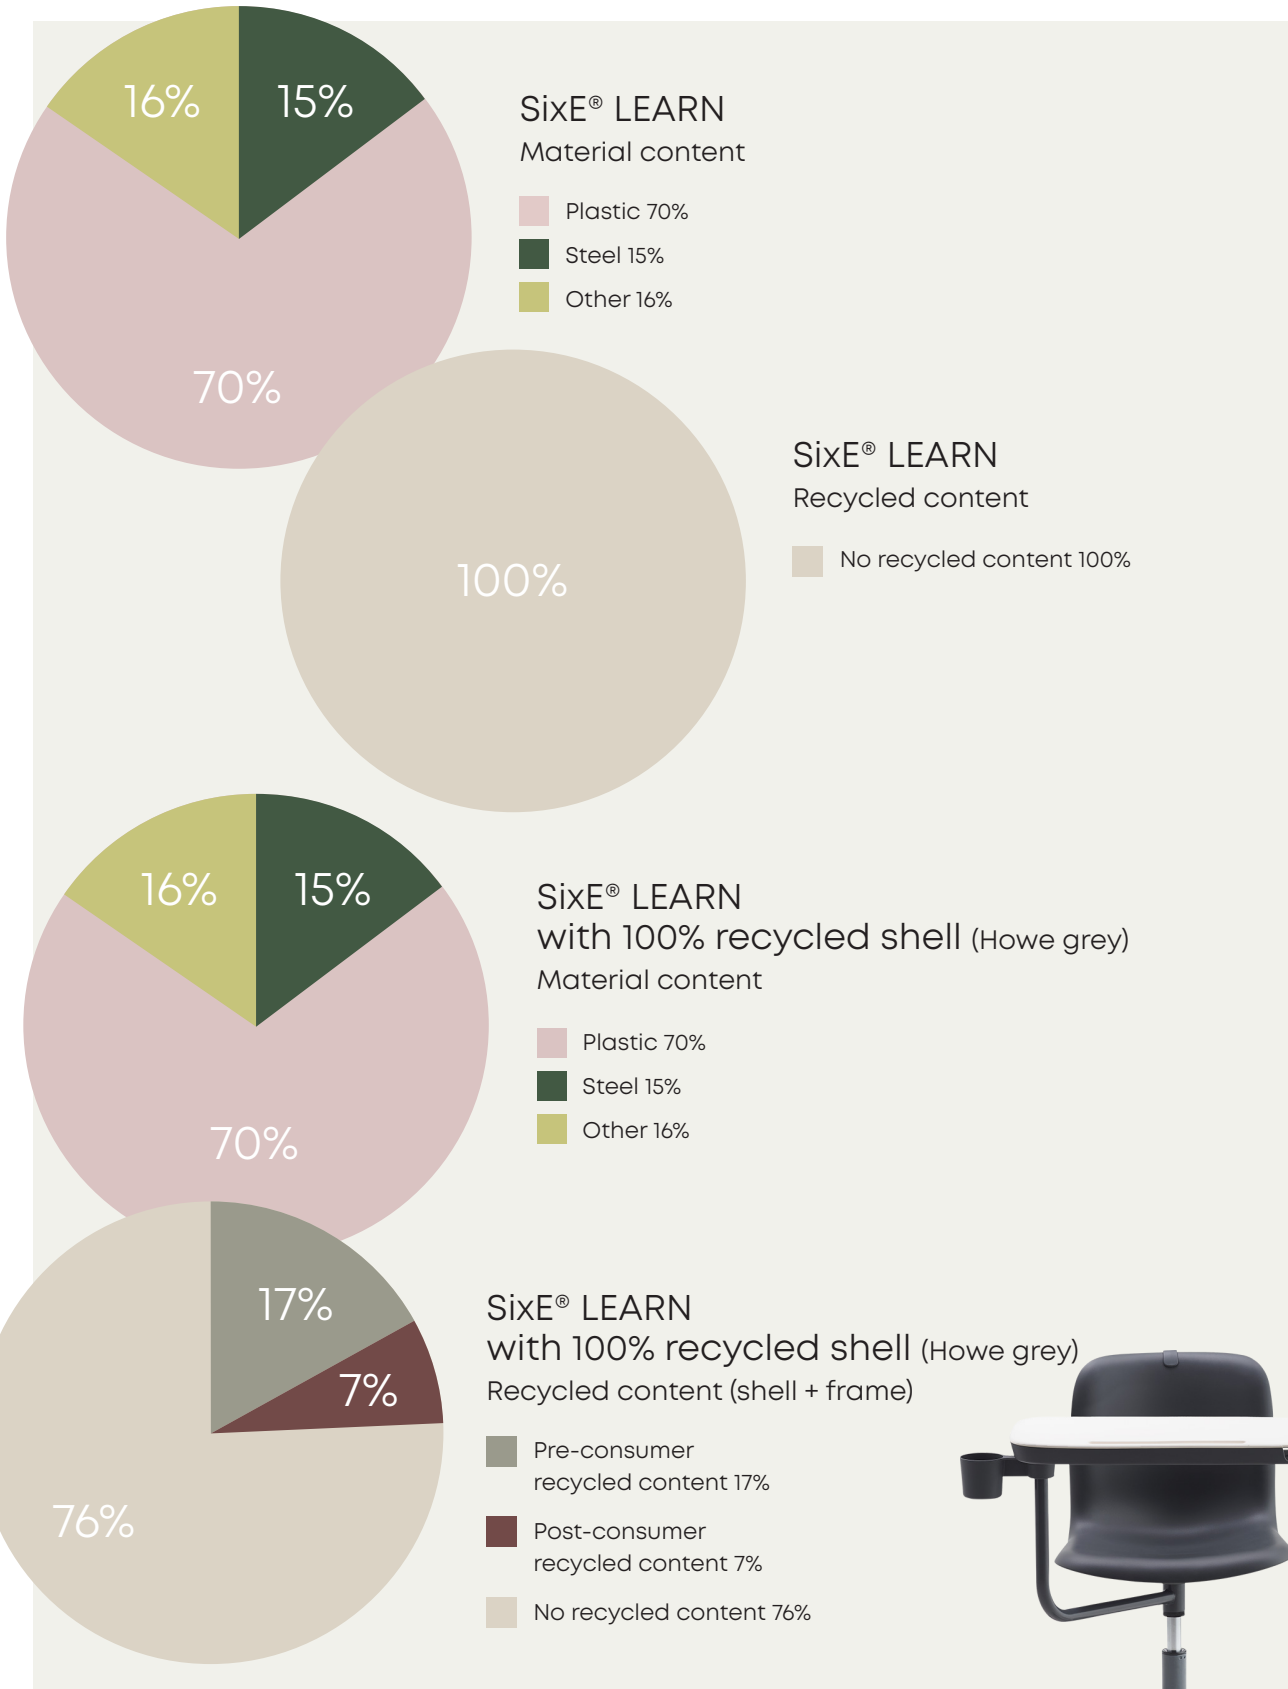 16%
15%
70%
SixE® LEARN
Material content
Plastic 70%
Steel 15%
Other 16%
100%
SixE® LEARN
Recycled content
No recycled content 100%
16%
15%
70%
SixE® LEARN
with 100% recycled shell (Howe grey)
Material content
Plastic 70%
Steel 15%
Other 16%
17%
7%
76%
SixE® LEARN
with 100% recycled shell (Howe grey)
Recycled content (shell + frame)
Pre-consumer
recycled content 17%
Post-consumer
recycled content 7%
No recycled content 76%